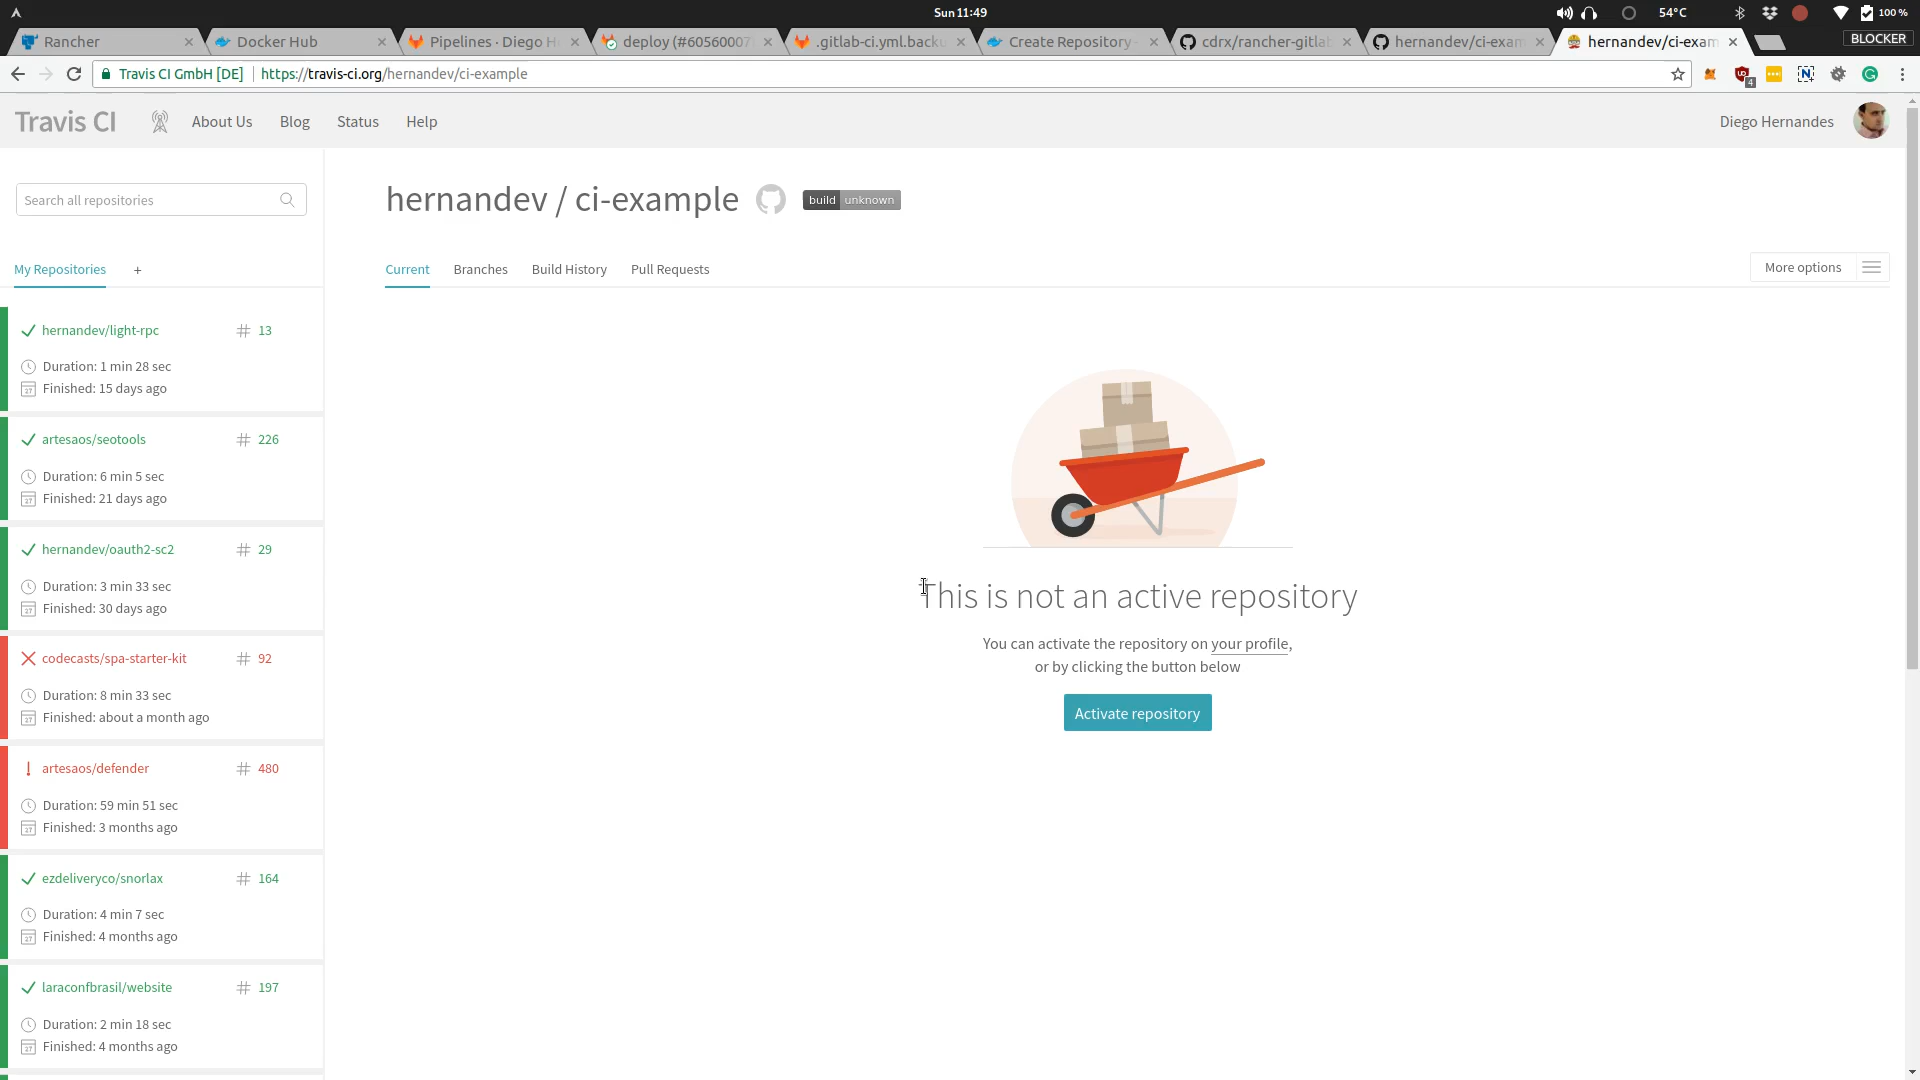 Sun 11:49
54°C
100 %
Rancher
Docker Hub
Pipelines · Diego H
deploy (#60560007
.gitlab-ci.yml.backu
Create Repository
cdrx/rancher-gitla
hernandev/ci-exam
hernandev/ci-exam
BLOCKER
Travis CI GmbH [DE]
https://travis-ci.org/hernandev/ci-example
4
Travis CI
About Us
Blog
Status
Help
Diego Hernandes
Search all repositories
My Repositories +
hernandev/light-rpc # 13
Duration: 1 min 28 sec
Finished: 15 days ago
artesaos/seotools # 226
Duration: 6 min 5 sec
Finished: 21 days ago
hernandev/oauth2-sc2 # 29
Duration: 3 min 33 sec
Finished: 30 days ago
codecasts/spa-starter-kit # 92
Duration: 8 min 33 sec
Finished: about a month ago
artesaos/defender # 480
Duration: 59 min 51 sec
Finished: 3 months ago
ezdeliveryco/snorlax # 164
Duration: 4 min 7 sec
Finished: 4 months ago
laraconfbrasil/website # 197
Duration: 2 min 18 sec
Finished: 4 months ago
hernandev / ci-example
build unknown
Current
Branches
Build History
Pull Requests
More options
This is not an active repository
You can activate the repository on your profile,
or by clicking the button below
Activate repository